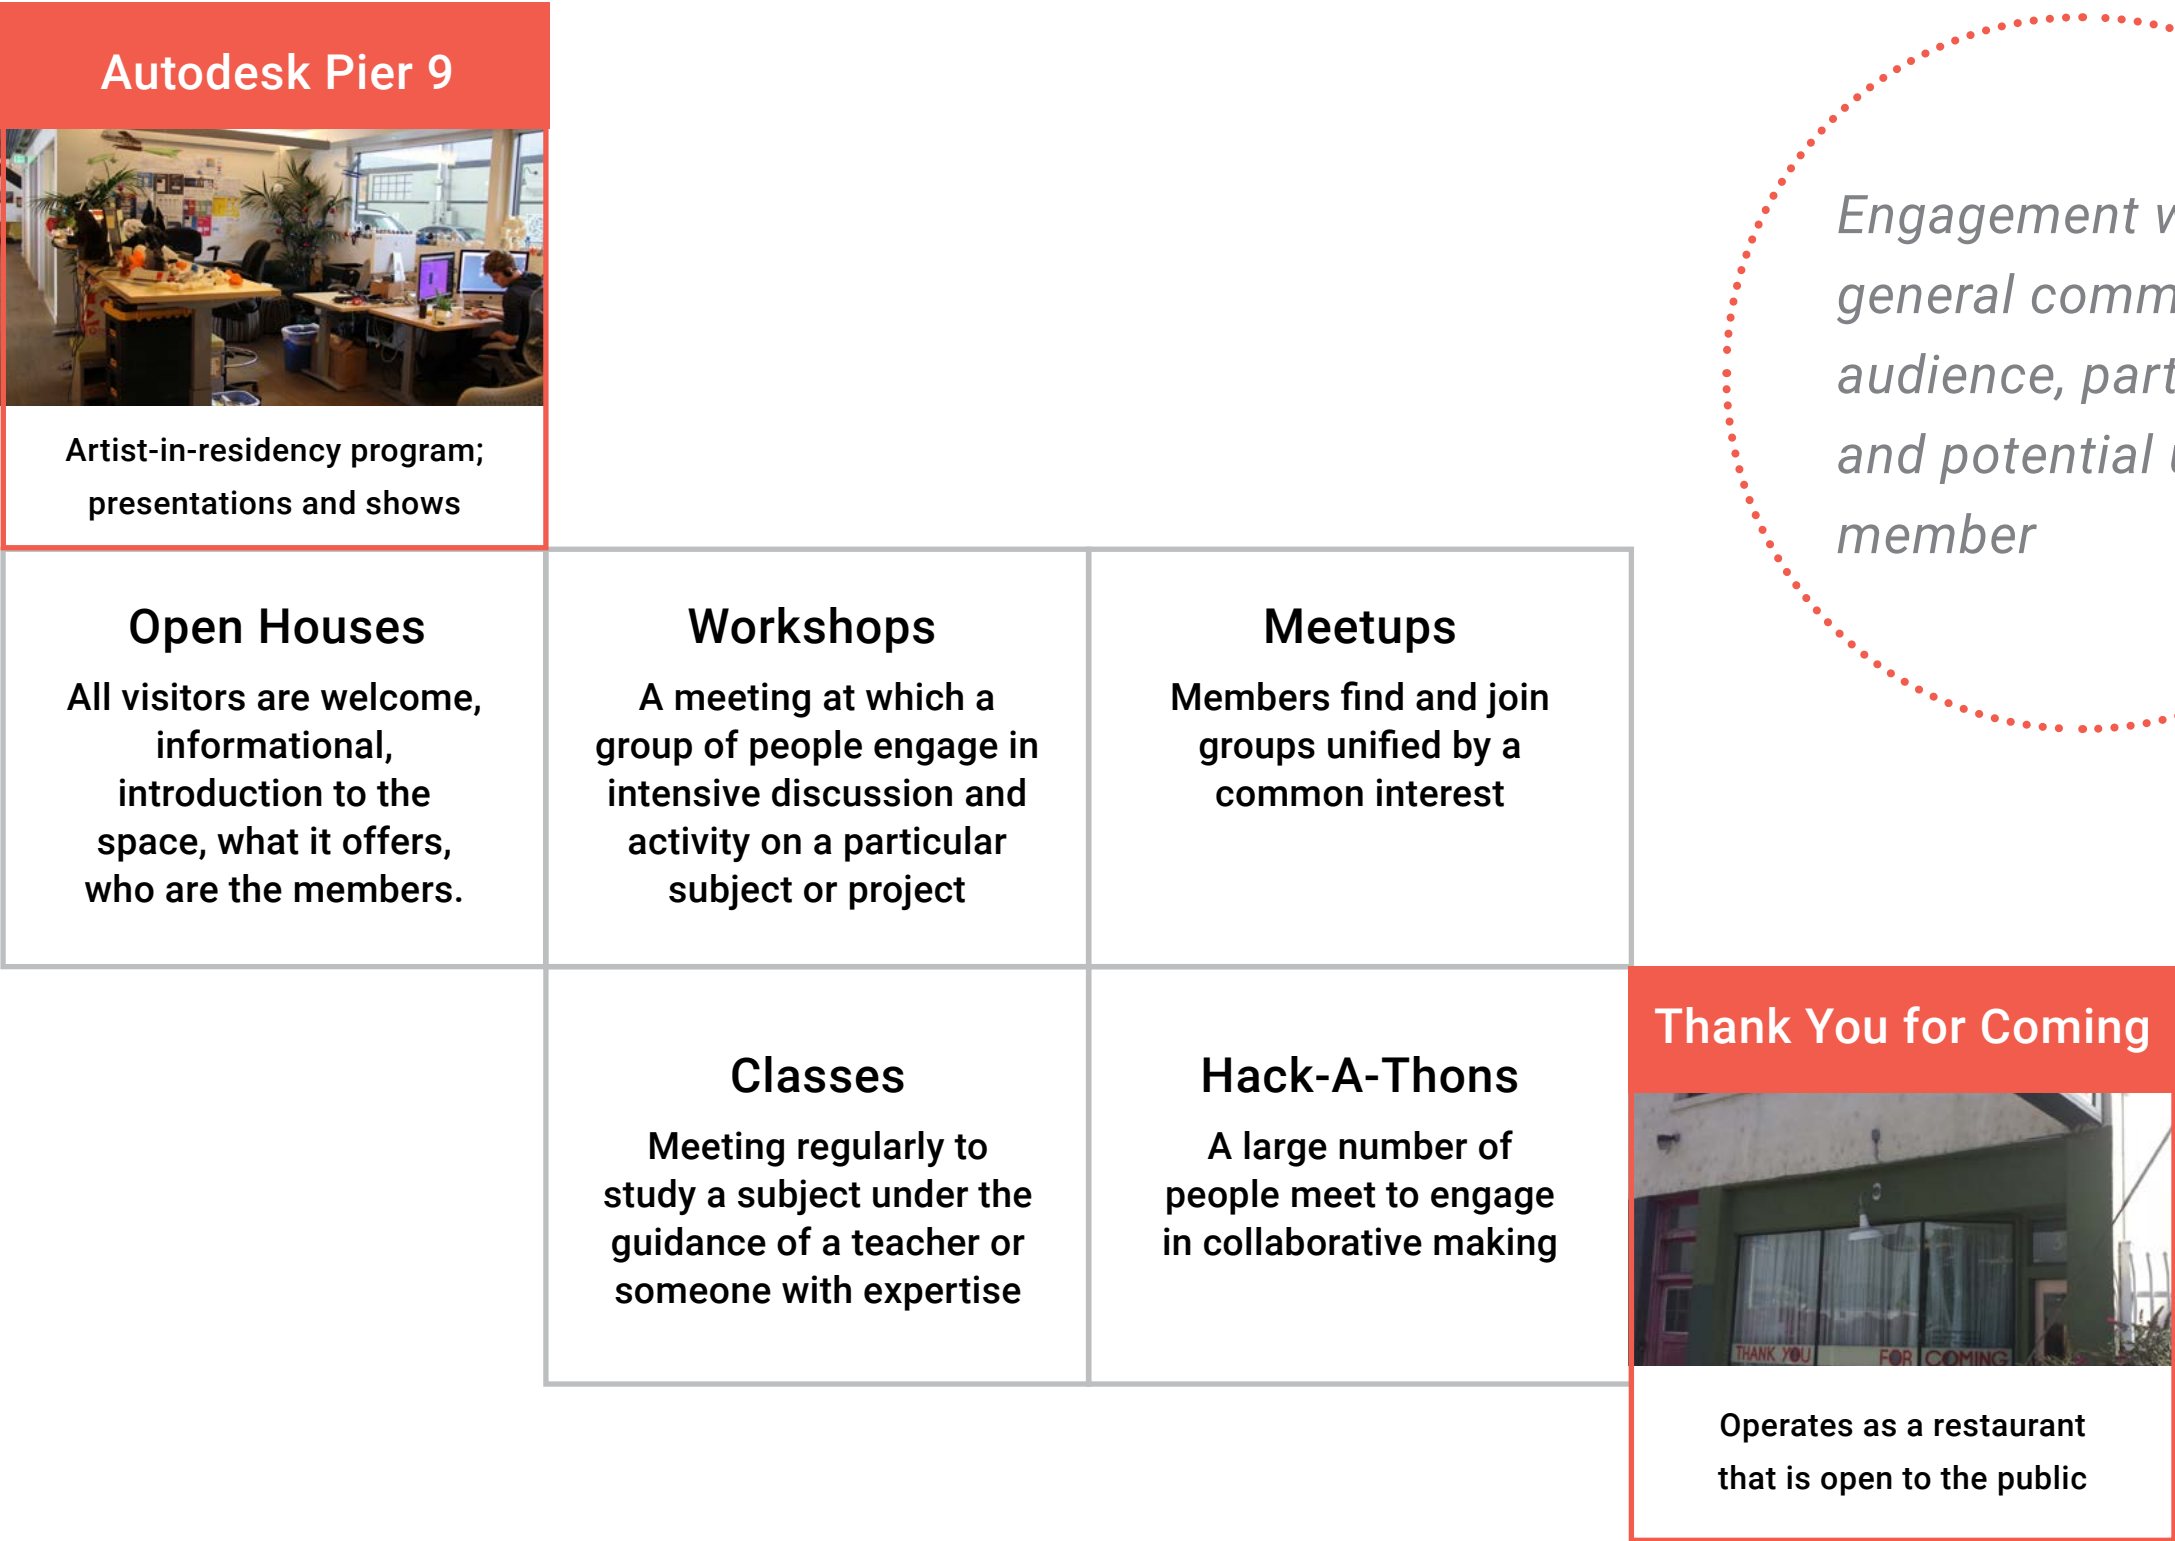 Autodesk Pier 9
Artist-in-residency program;
presentations and shows
Engagement
general
audience,
and potential
member
Open Houses
All visitors are welcome,
informational,
introduction to the
space, what it offers,
who are the members.
Workshops
A meeting at which a
group of people engage in
intensive discussion and
activity on a particular
subject or project
Meetups
Members find and join
groups unified by a
common interest
Classes
Meeting regularly to
study a subject under the
guidance of a teacher or
someone with expertise
Hack-A-Thons
A large number of
people meet to engage
in collaborative making
Thank You for Coming
THANK YOU FOR COMING
Operates as a restaurant
that is open to the public